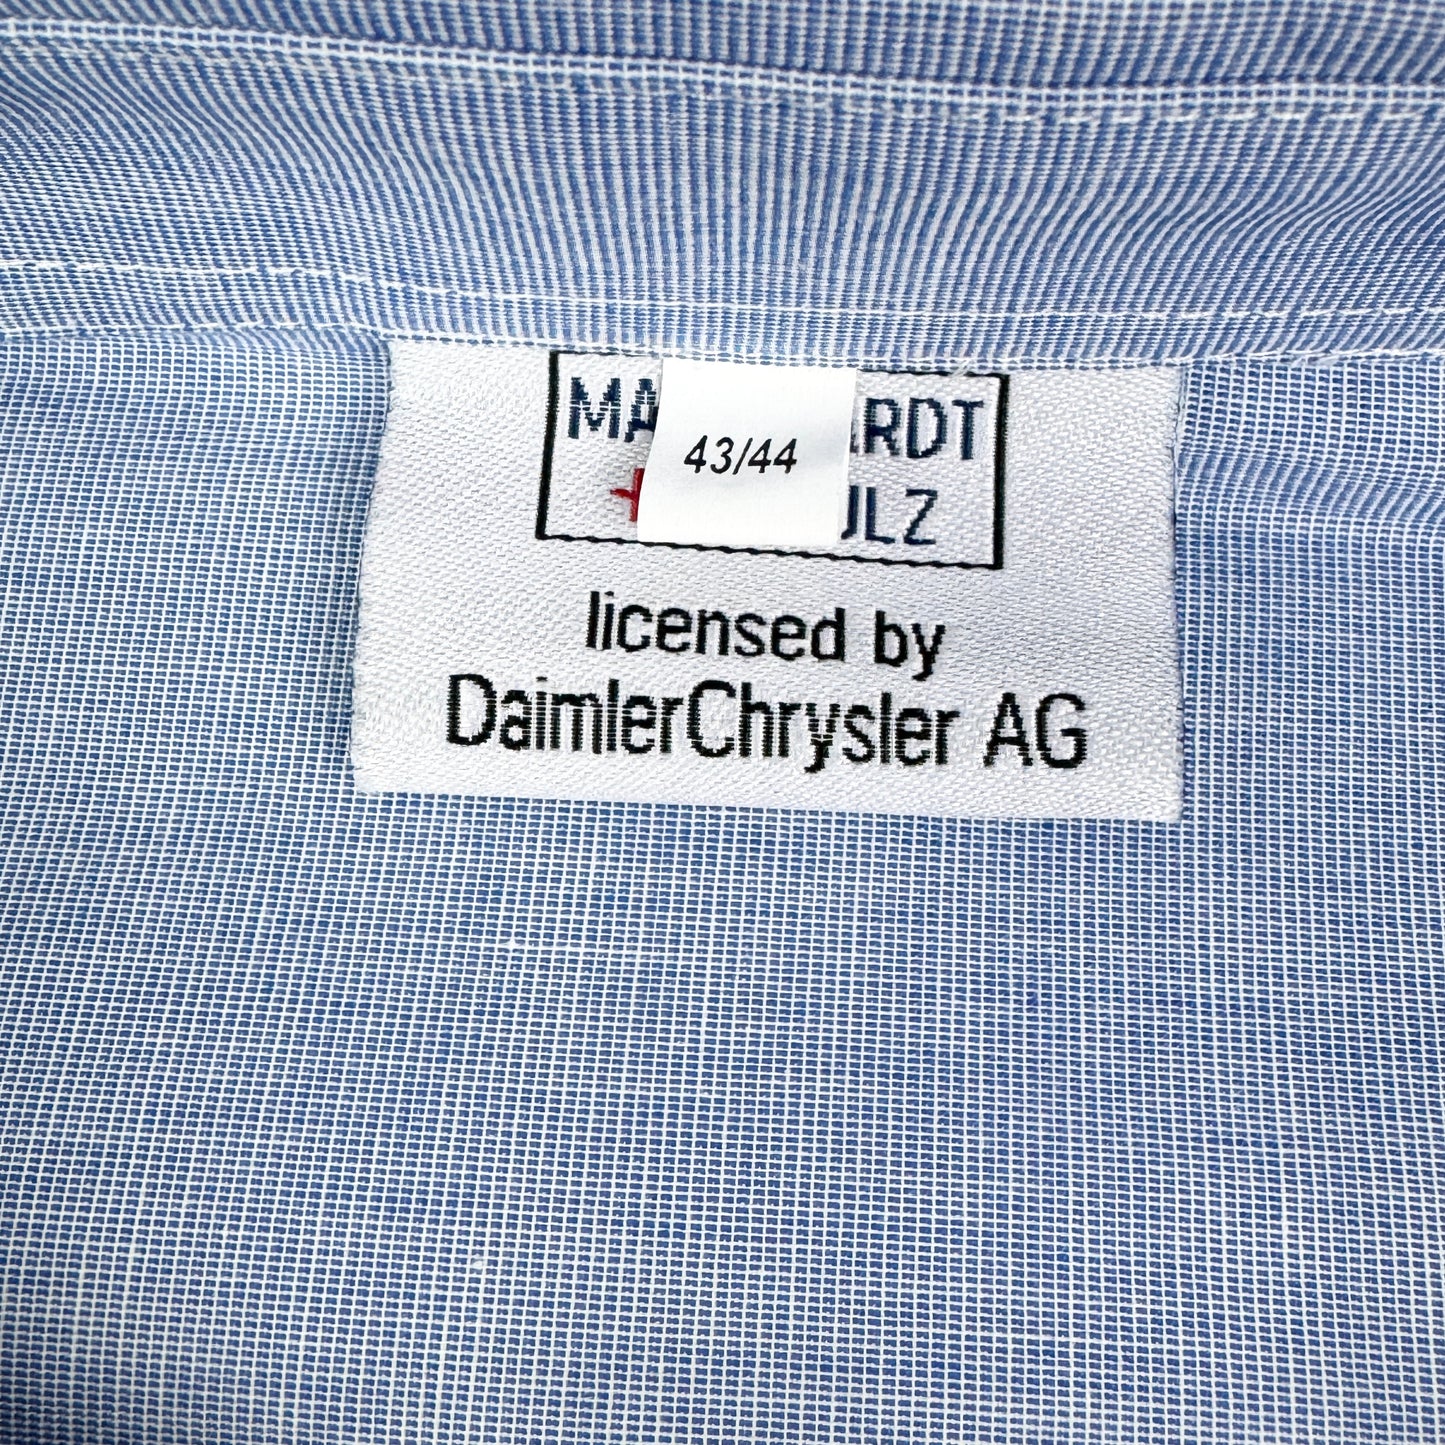 43/44
licensed by
DaimlerChrysler AG